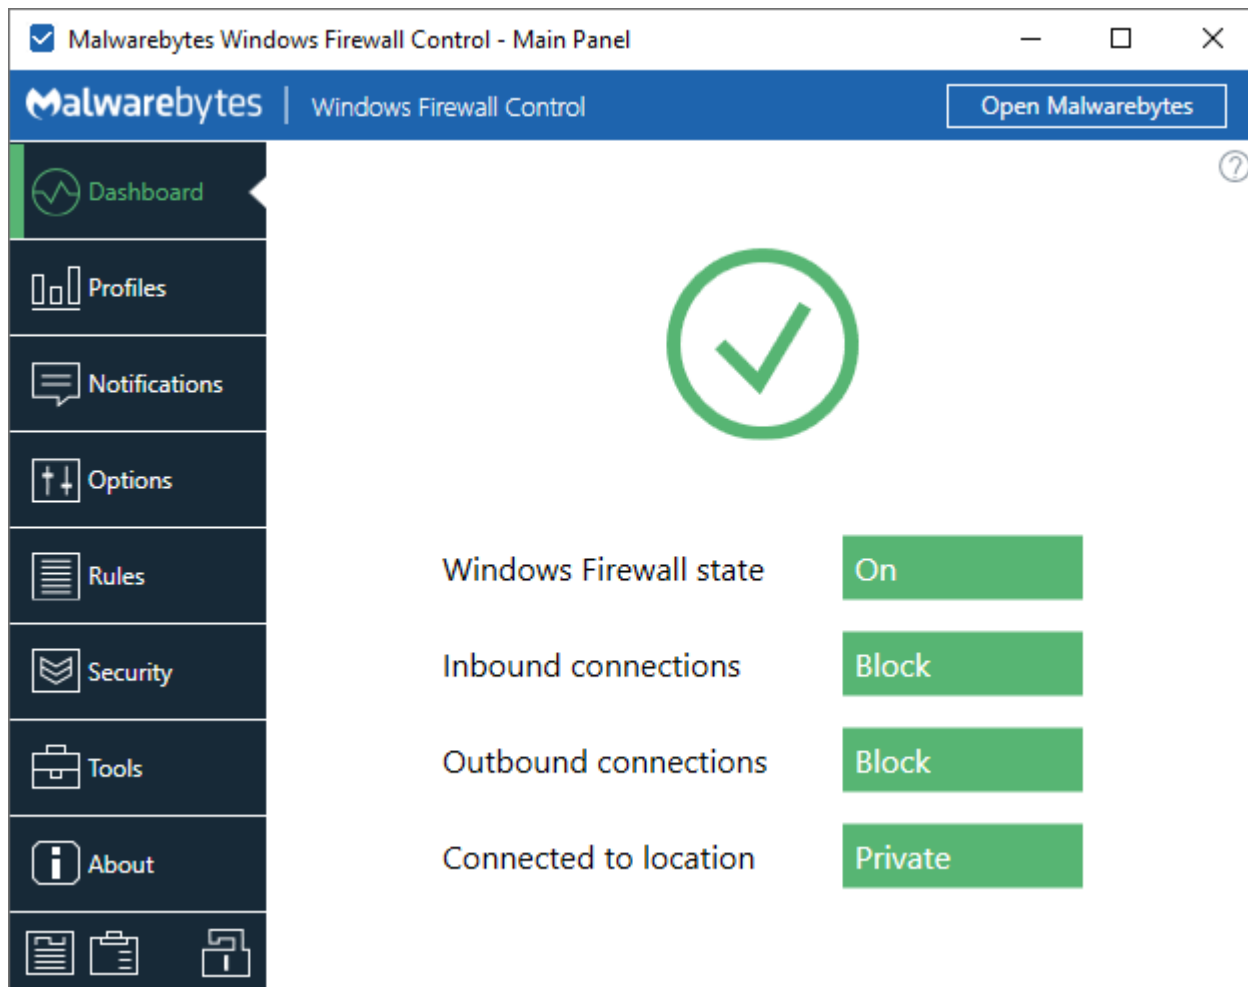 Malwarebytes Windows Firewall Control - Main Panel
Malwarebytes | Windows Firewall Control
Open Malwarebytes
Dashboard
Profiles
Notifications
Options
Rules
Security
Tools
About
Windows Firewall state On
Inbound connections Block
Outbound connections Block
Connected to location Private